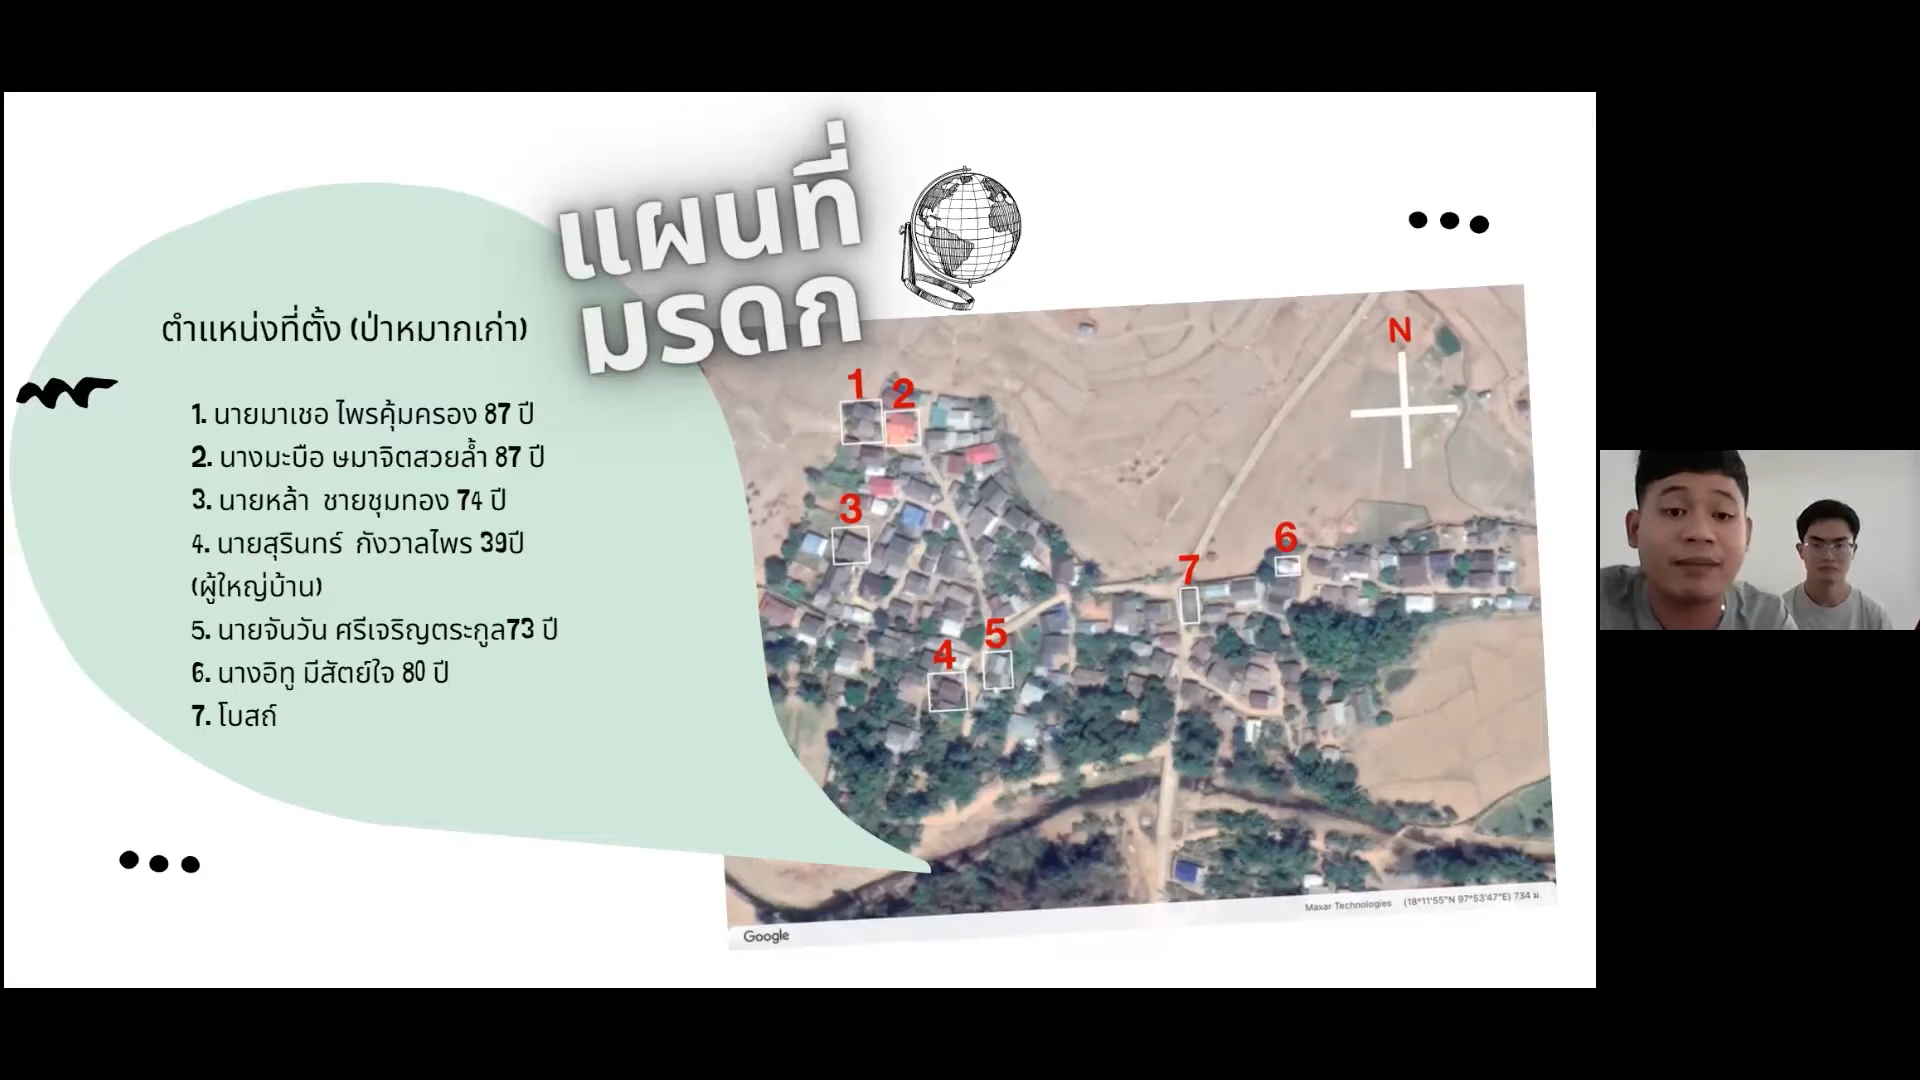 แผนที่
มรดก
ตำแหน่งที่ตั้ง (ป่าหมากเก่า)
1. นายมาเชอ ไพรคุ้มครอง 87 ปี
2. นางมะบือ ษมาจิตสวยล้ำ 87 ปี
3. นายหล้า ชายชุมทอง 74 ปี
4. นายสุรินทร์ กังวาลไพร 39ปี
(ผู้ใหญ่บ้าน)
5. นายจันวัน ศรีเจริญตระกูล73 ปี
6. นางอิทู มีสัตย์ใจ 80 ปี
7. โบสถ์
N
1
2
3
6
7
5
4
Maxar Technologies (18°11'55"N 97°53'47"E) 734 ม.
Google